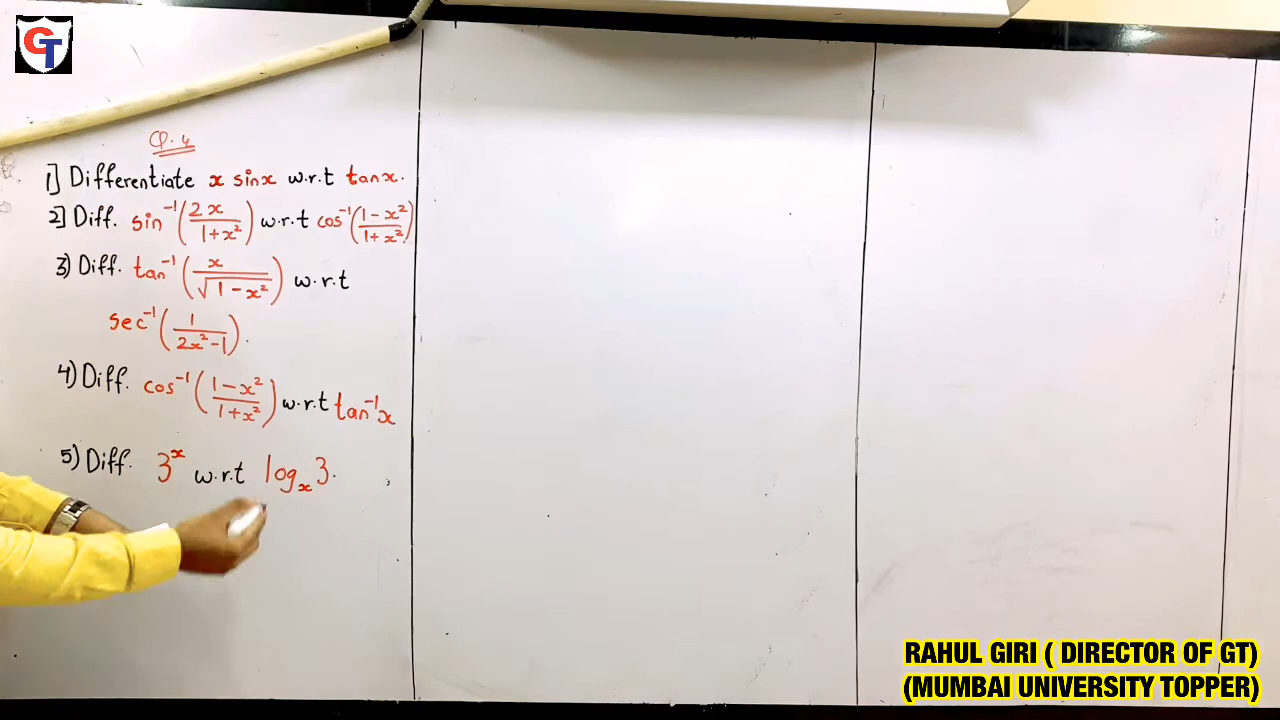 GT
Q.4
1] Differentiate x sinx w.r.t tanx.
2] Diff. sin⁻¹(2x/1+x²) w.r.t cos⁻¹(1-x²/1+x²)
3) Diff. tan⁻¹(x/√1-x²) w.r.t
sec⁻¹(1/2x²-1).
4) Diff. cos⁻¹(1-x²/1+x²) w.r.t tan⁻¹x
5) Diff. 3ˣ w.r.t logₓ3.
RAHUL GIRI ( DIRECTOR OF GT)
(MUMBAI UNIVERSITY TOPPER)